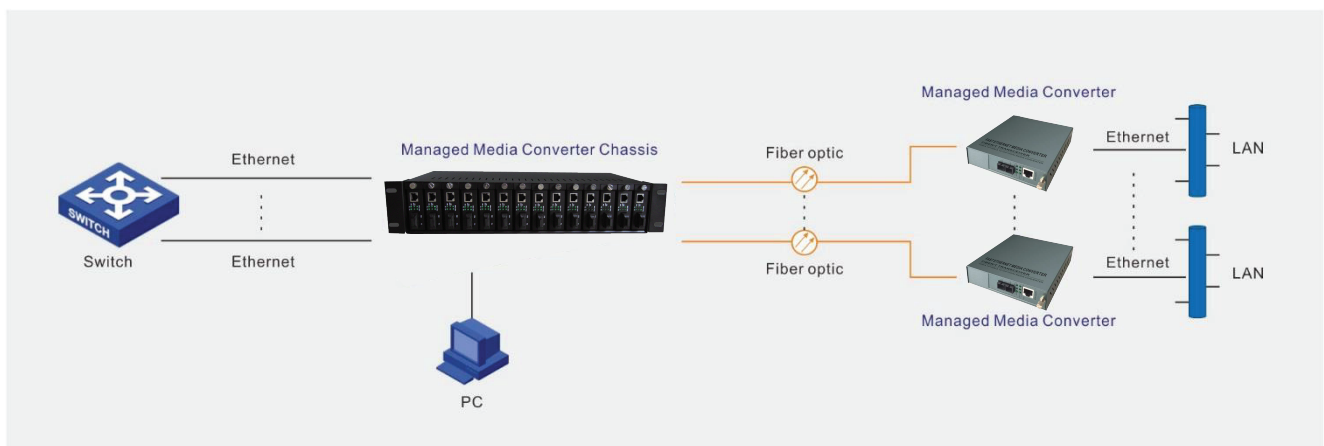 Managed Media Converter
Ethernet
LAN
Managed Media Converter Chassis
Ethernet
Fiber optic
SWITCH
Switch
Ethernet
Fiber optic
Ethernet
LAN
Managed Media Converter
PC